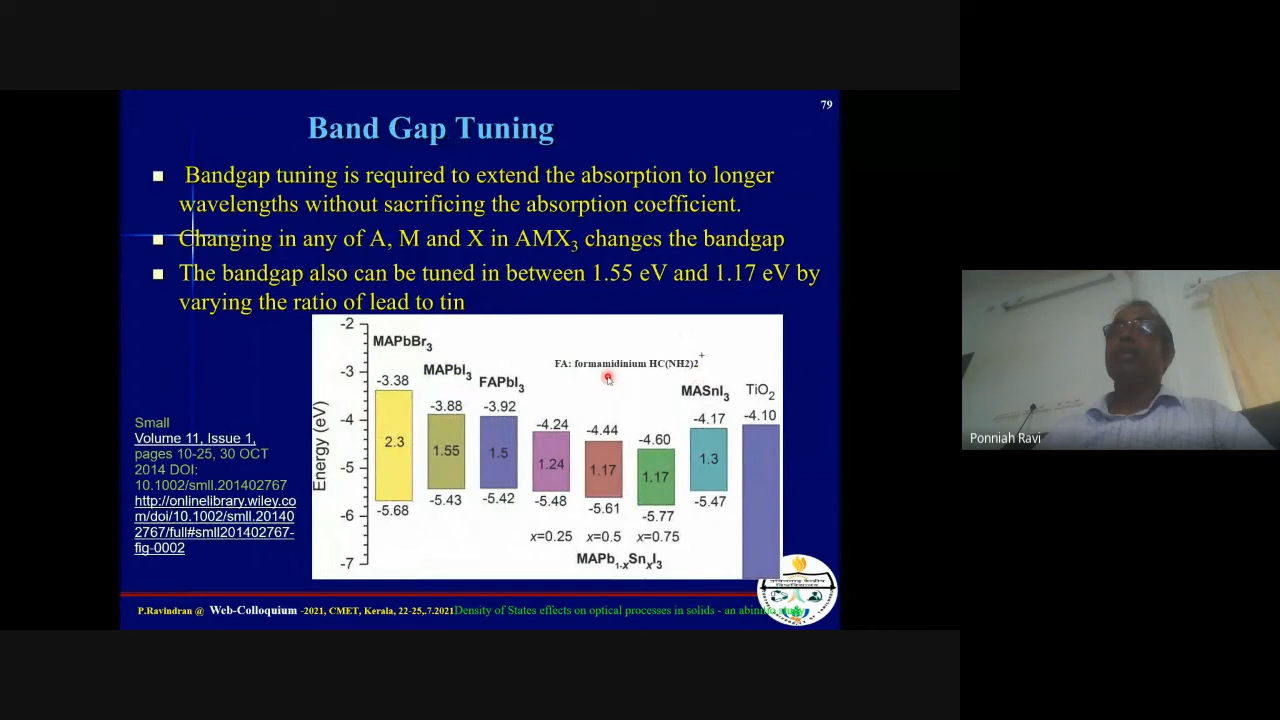 79
Band Gap Tuning
Bandgap tuning is required to extend the absorption to longer
wavelengths without sacrificing the absorption coefficient.
Changing in any of A, M and X in AMX3 changes the bandgap
The bandgap also can be tuned in between 1.55 eV and 1.17 eV by
varying the ratio of lead to tin
Small
Volume 11, Issue 1,
pages 10-25, 30 OCT
2014 DOI:
10.1002/smll.201402767
http://onlinelibrary.wiley.co
m/doi/10.1002/smll.20140
2767/full#smll201402767-
fig-0002
Energy (eV)
-2
-3
-4
-5
-6
-7
MAPbBr3
-3.38
2.3
-5.68
MAPbI3
-3.88
1.55
-5.43
FAPbI3
-3.92
1.5
-5.42
FA: formamidinium HC(NH2)2+
-4.24
1.24
-5.48
x=0.25
-4.44
1.17
-5.61
x=0.5
-4.60
1.17
-5.77
x=0.75
MAPb1-xSnxI3
MASnI3
-4.17
1.3
-5.47
TiO2
-4.10
P.Ravindran @ Web-Colloquium -2021, CMET, Kerala, 22-25,.7.2021 Density of States effects on optical processes in solids - an abinitio study
Ponniah Ravi